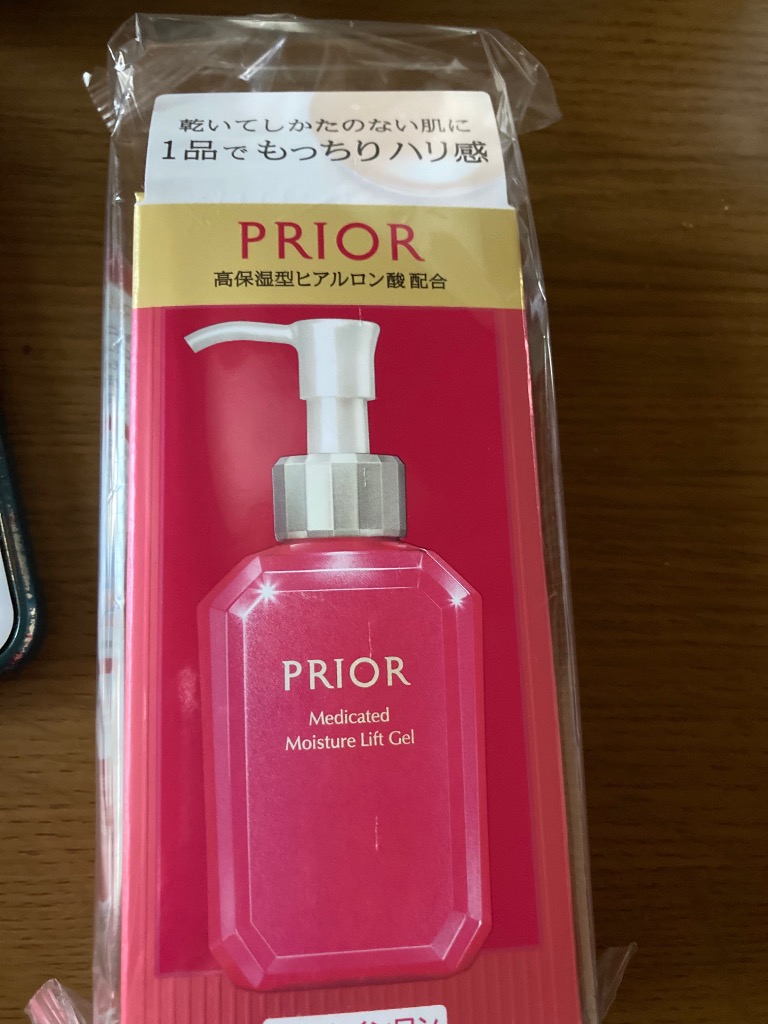 乾いてしかたのない肌に
1品で もっちりハリ感
PRIOR
高保湿型ヒアルロン酸 配合
PRIOR
Medicated
Moisture Lift Gel